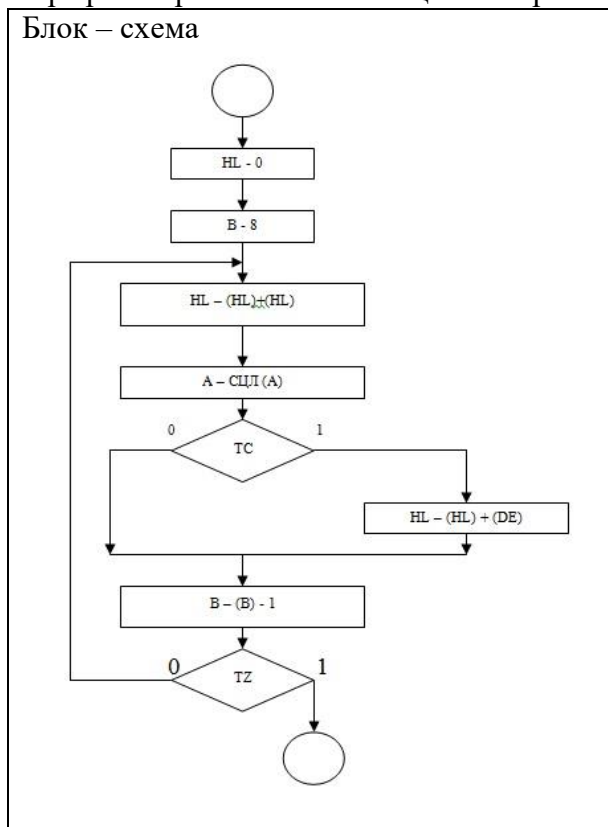 Блок – схема
HL - 0
B - 8
HL – (HL)+(HL)
A – СЦЛ (A)
0
1
TC
HL – (HL) + (DE)
B – (B) - 1
0
1
TZ